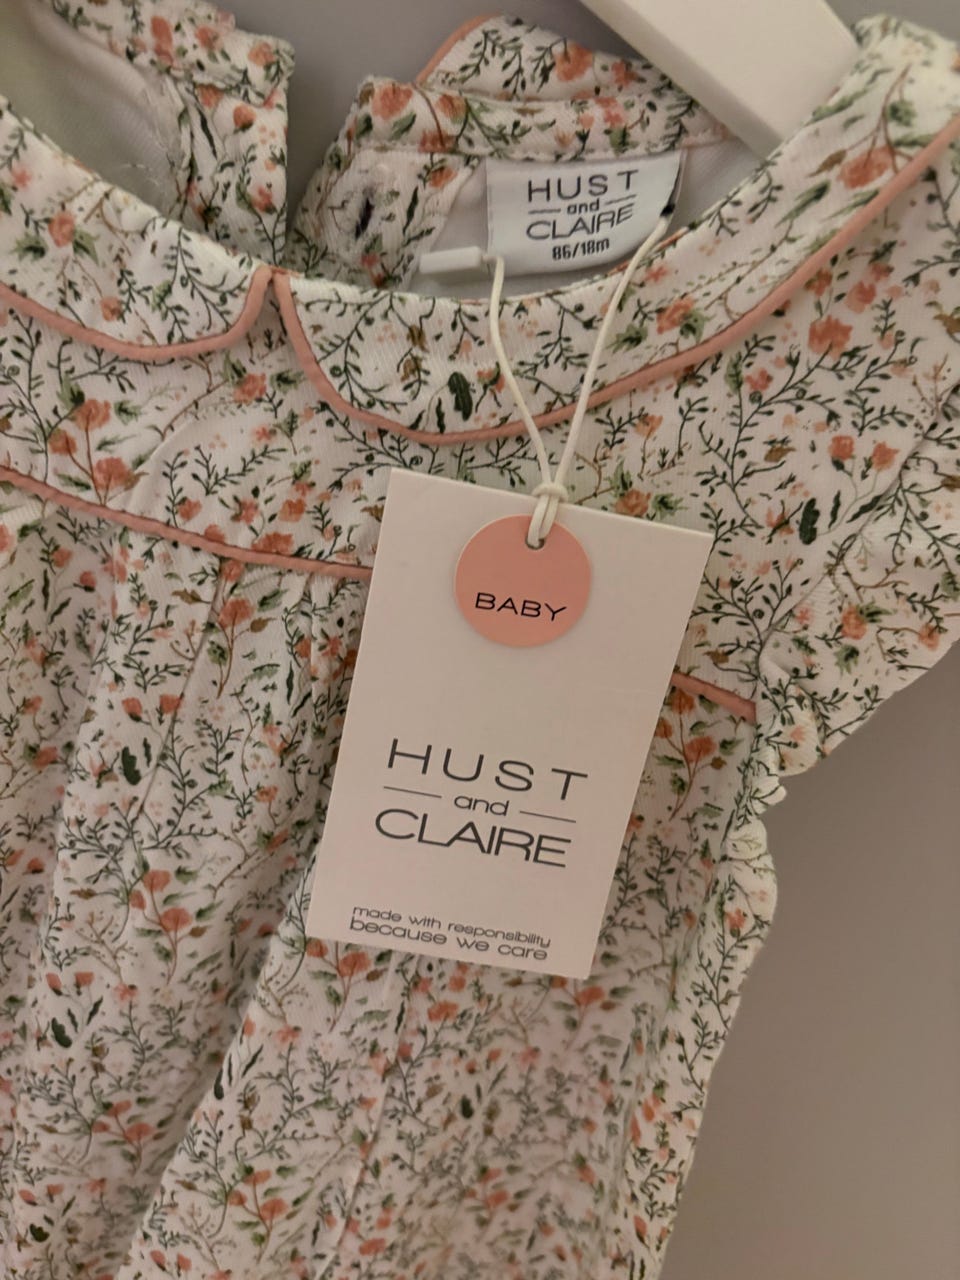 HUST
and
CLAIRE
86/18m
BABY
HUST
and
CLAIRE
made with responsibility
because we care